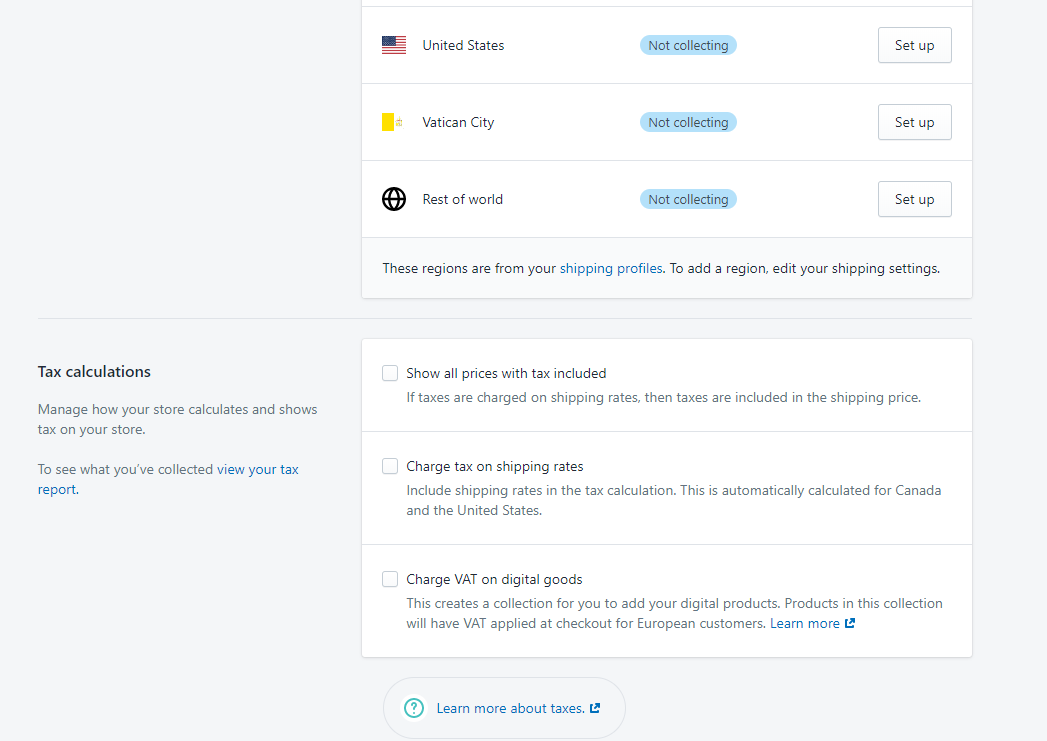 United States Not collecting Set up
Vatican City Not collecting Set up
Rest of world Not collecting Set up
These regions are from your shipping profiles. To add a region, edit your shipping settings.
Tax calculations
Manage how your store calculates and shows
tax on your store.
To see what you’ve collected view your tax
report.
Show all prices with tax included
If taxes are charged on shipping rates, then taxes are included in the shipping price.
Charge tax on shipping rates
Include shipping rates in the tax calculation. This is automatically calculated for Canada
and the United States.
Charge VAT on digital goods
This creates a collection for you to add your digital products. Products in this collection
will have VAT applied at checkout for European customers. Learn more
Learn more about taxes.